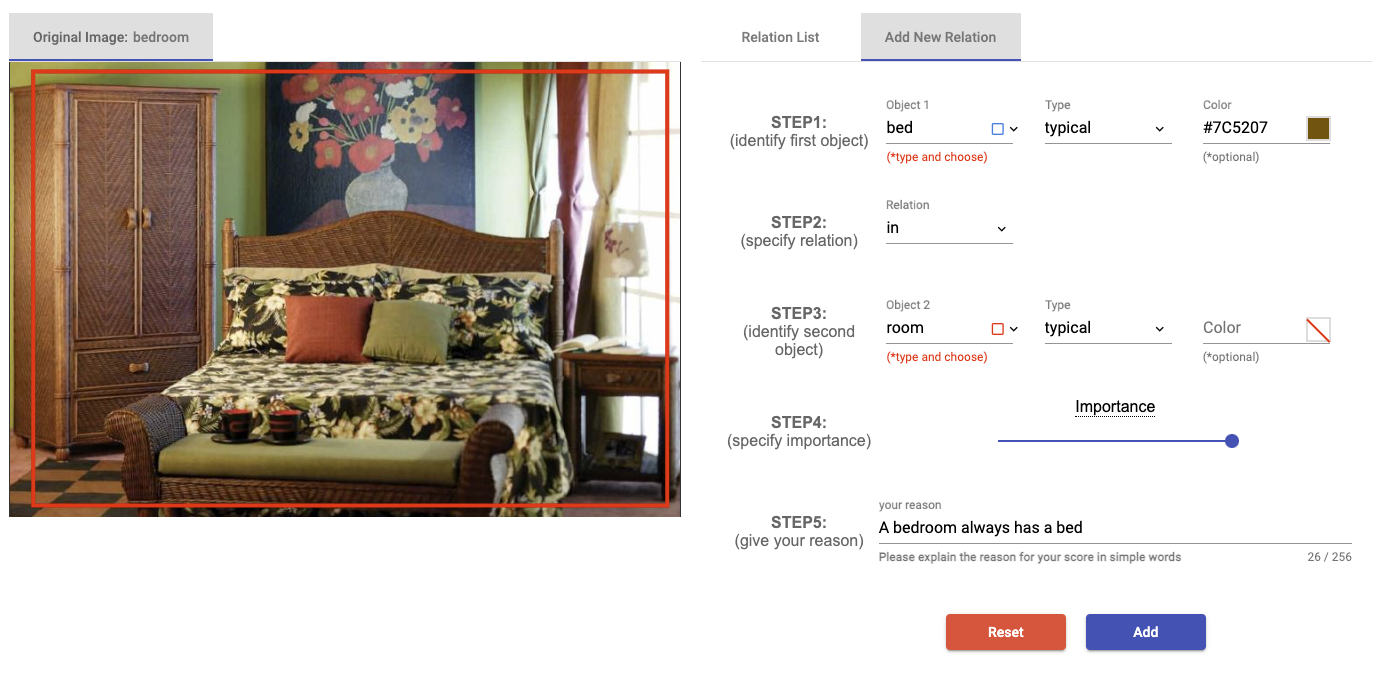 Original Image: bedroom
Relation List
Add New Relation
STEP1:
(identify first object)
Object 1
bed
(*type and choose)
Type
typical
Color
#7C5207
(*optional)
STEP2:
(specify relation)
Relation
in
STEP3:
(identify second
object)
Object 2
room
(*type and choose)
Type
typical
Color
(*optional)
STEP4:
(specify importance)
Importance
STEP5:
(give your reason)
your reason
A bedroom always has a bed
Please explain the reason for your score in simple words
26 / 256
Reset
Add